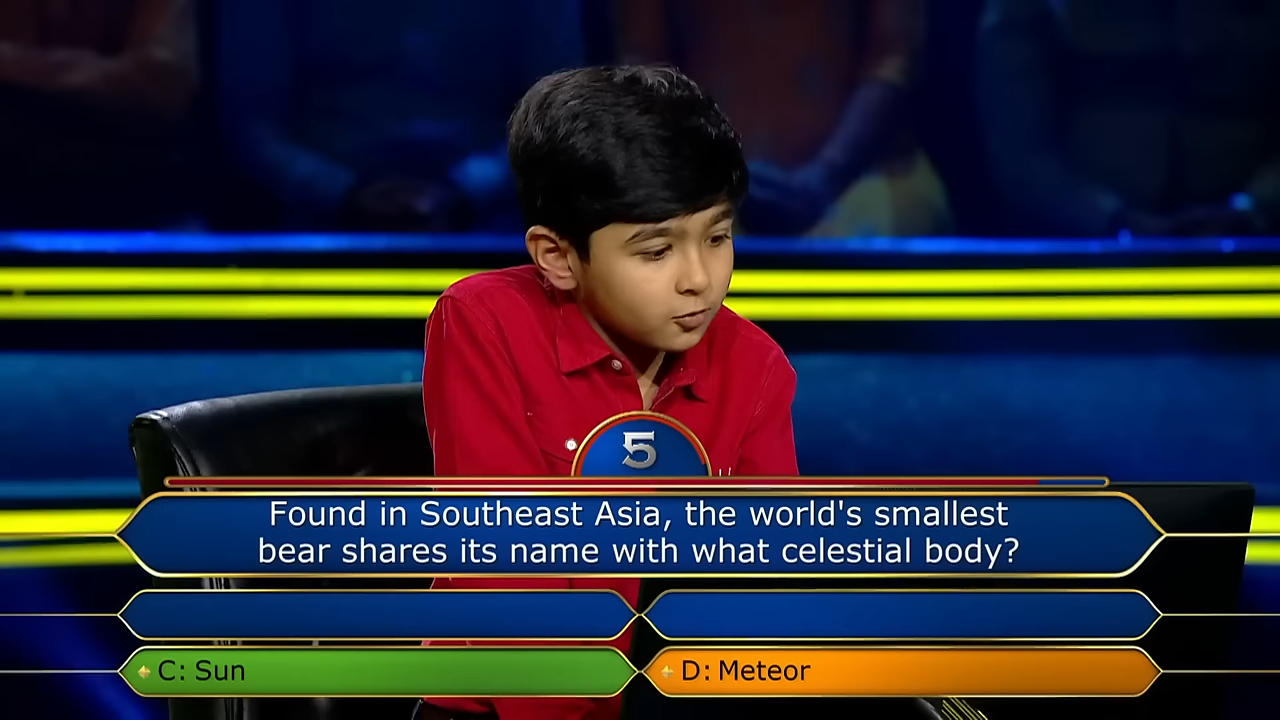 5
Found in Southeast Asia, the world's smallest
bear shares its name with what celestial body?
C: Sun
D: Meteor